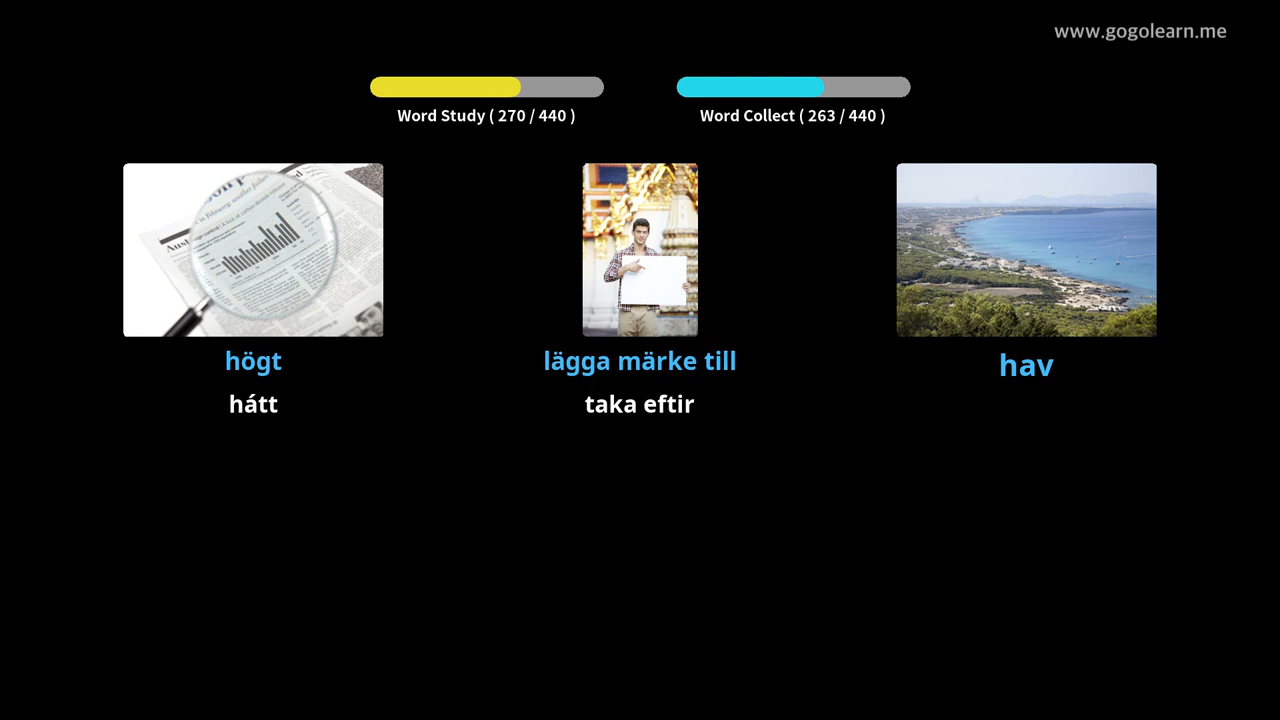 www.gogolearn.me
Word Study ( 270 / 440 )
Word Collect ( 263 / 440 )
högt
lägga märke till
hav
hátt
taka eftir